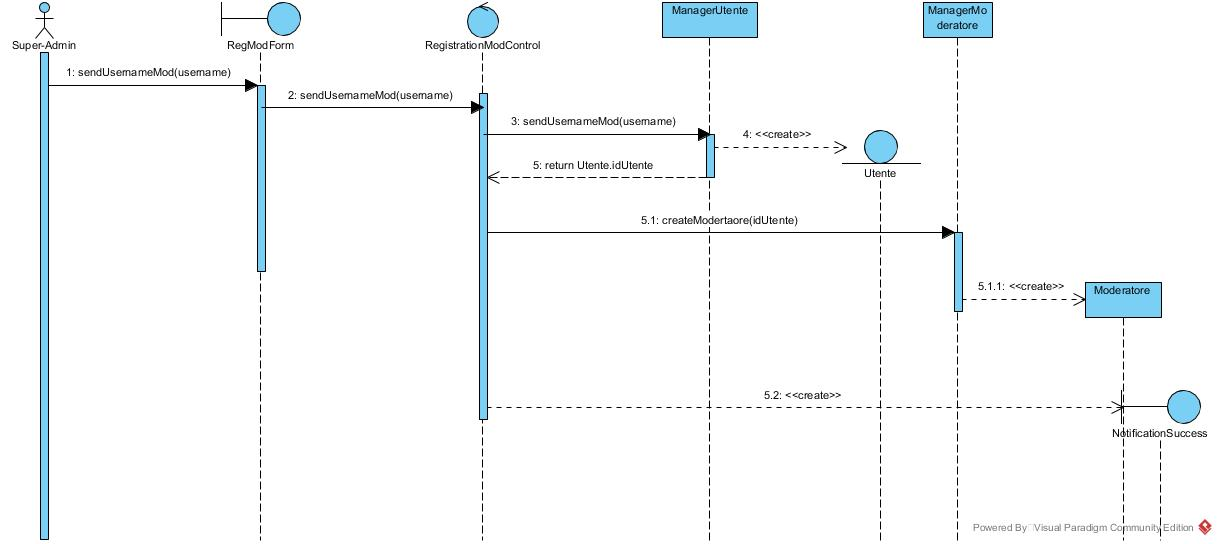 ManagerUtente
ManagerMo
deratore
Super-Admin
RegModForm
RegistrationModControl
1: sendUsernameMod(username)
2: sendUsernameMod(username)
3: sendUsernameMod(username)
4: <<create>>
5: return Utente.idUtente
Utente
5.1: createModertaore(idUtente)
5.1.1: <<create>>
Moderatore
5.2: <<create>>
NotificationSuccess
Powered By Visual Paradigm Community Edition